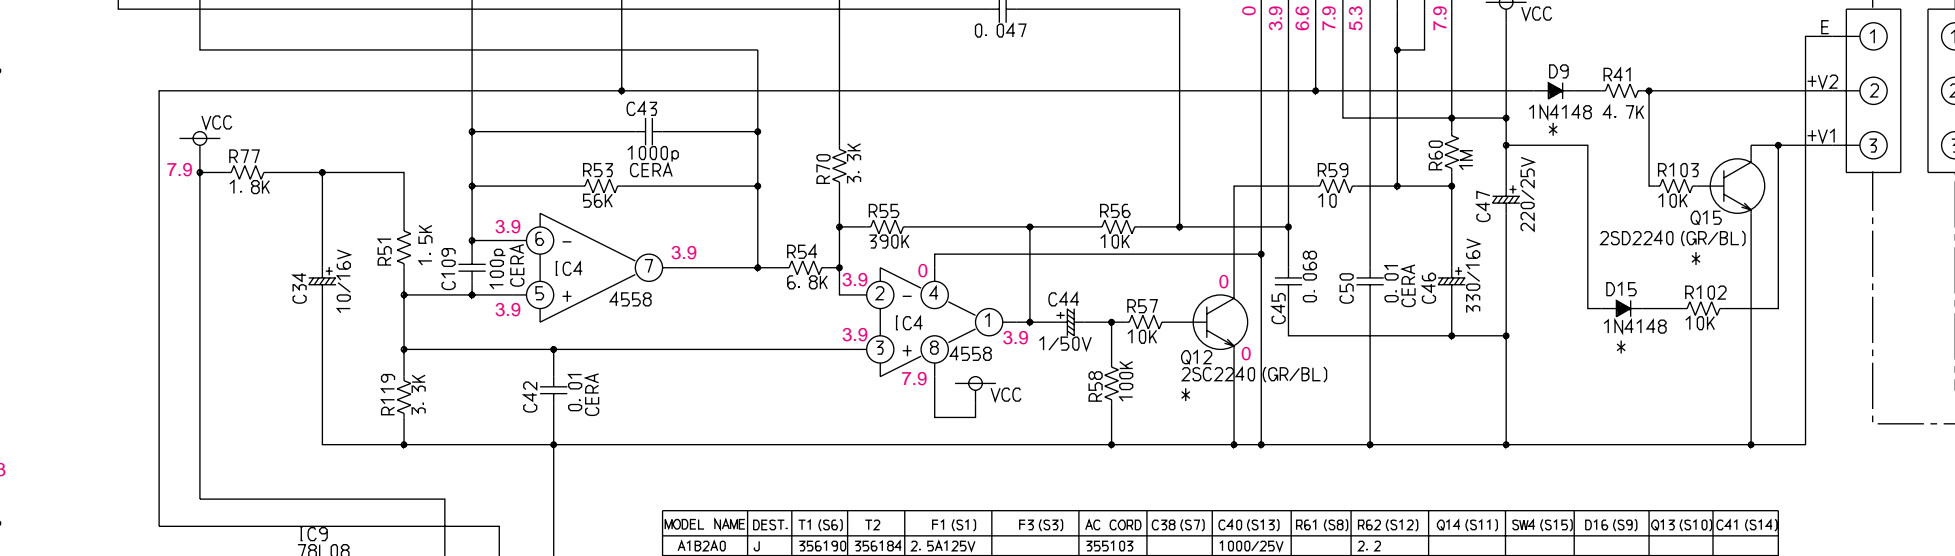 0. 047
0
3.9
6.6
7.9
5.3
7.9
VCC
E
1
+V2
2
+V1
3
D9
1N4148
*
R41
4. 7K
C43
1000p
CERA
VCC
7.9
R77
1. 8K
R53
56K
R70
3. 3K
R55
390K
R56
10K
R59
10
R60
1M
C47
+
220/25V
R103
10K
Q15
2SD2240 (GR/BL)
*
R51
1. 5K
C109
100p
CERA
3.9
6
-
IC4
7
3.9
5
+
3.9
4558
C34
+
10/16V
R54
6. 8K
3.9
2
-
0
4
IC4
1
3.9
3.9
3
+
8
4558
7.9
VCC
C44
+
1/50V
R57
10K
R58
100K
0
0
Q12
2SC2240 (GR/BL)
*
C45
0. 068
C50
0. 01
CERA
C46
+
330/16V
D15
1N4148
*
R102
10K
R119
3. 3K
C42
0. 01
CERA
1
2
3
IC9
78L08
MODEL NAME DEST. T1 (S6) T2 F1 (S1) F3 (S3) AC CORD C38 (S7) C40 (S13) R61 (S8) R62 (S12) Q14 (S11) SW4 (S15) D16 (S9) Q13 (S10) C41 (S14)
A1B2A0 J 356190 356184 2. 5A125V 355103 1000/25V 2. 2